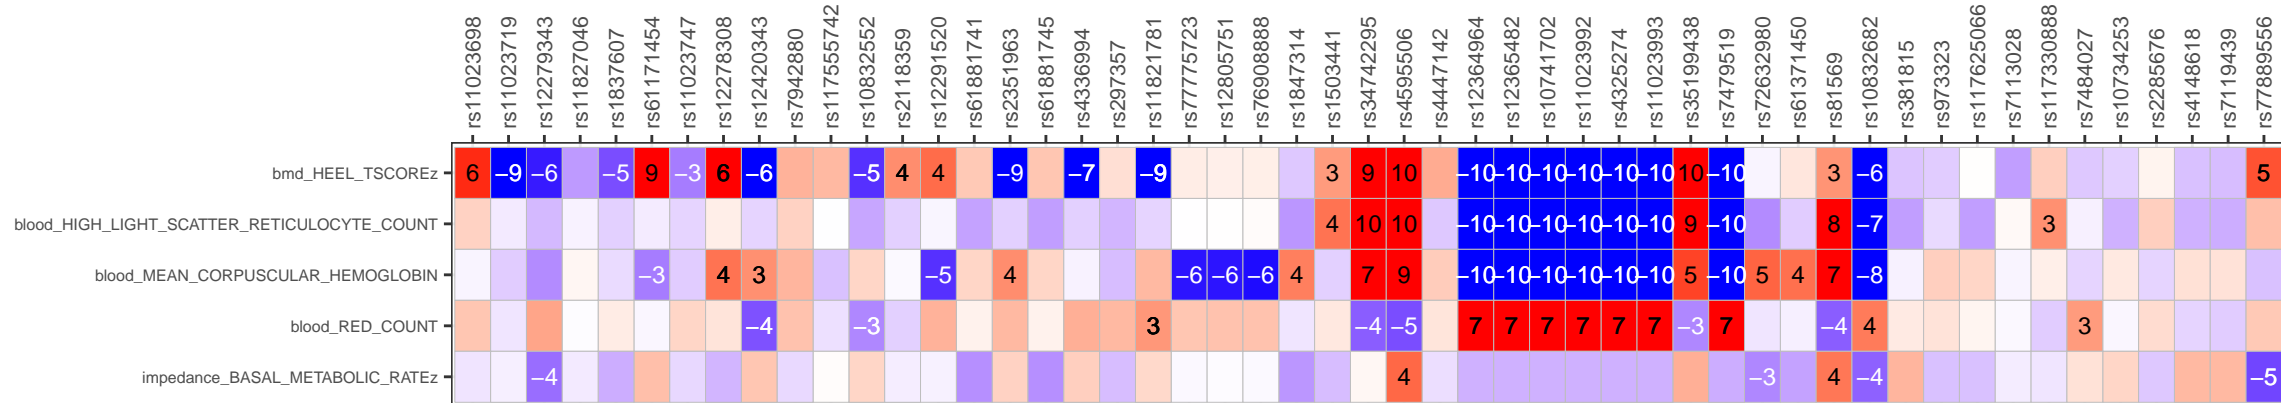 rs11023698 rs11023719 rs12279343 rs11827046 rs1837607 rs61171454 rs11023747 rs12278308 rs12420343 rs79428880 rs117555742 rs10832552 rs2118359 rs12291520 rs61881741 rs2351963 rs61881745 rs4336994 rs297357 rs11821781 rs77775723 rs12805751 rs76908888 rs1847314 rs1503441 rs34742295 rs45955506 rs4447142 rs12364964 rs12365482 rs10741702 rs11023992 rs4325274 rs11023993 rs35199438 rs7479519 rs72632980 rs61371450 rs81569 rs10832682 rs381815 rs973323 rs117625066 rs7113028 rs117330888 rs7484027 rs10734253 rs2285676 rs4148618 rs7119439 rs77889556
bmd_HEEL_TSCOREz 6 −9 −6 −5 9 −3 6 −6 −5 4 4 −9 −7 −9 3 9 10 −10 −10 −10 −10 −10 −10 10 −10 3 −6 5
blood_HIGH_LIGHT_SCATTER_RETICULOCYTE_COUNT 4 10 10 −10 −10 −10 −10 −10 −10 9 −10 8 −7 3
blood_MEAN_CORPUSCULAR_HEMOGLOBIN −3 4 3 −5 4 −6 −6 −6 4 7 9 −10 −10 −10 −10 −10 −10 5 −10 5 4 7 −8
blood_RED_COUNT −4 −3 3 −4 −5 7 7 7 7 7 7 −3 7 −4 4 3
impedance_BASAL_METABOLIC_RATEz −4 4 −3 4 −4 −5